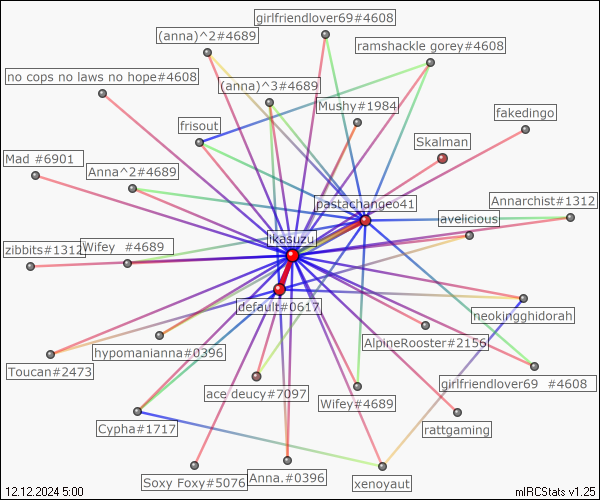 girlfriendlover69#4608
(anna)^2#4689
ramshackle gorey#4608
no cops no laws no hope#4608
(anna)^3#4689
Mushy#1984
fakedingo
frisout
Skalman
Mad #6901
Anna^2#4689
pastachangeo41
Annarchist#1312
avelicious
ikasuzu
zibbits#1312
Wifey  #4689
default#0617
neokingghidorah
hypomanianna#0396
AlpineRooster#2156
Toucan#2473
girlfriendlover69  #4608
ace deucy#7097
Wifey#4689
Cypha#1717
rattgaming
Soxy Foxy#5076
Anna.#0396
xenoyaut
12.12.2024 5:00
mIRCStats v1.25